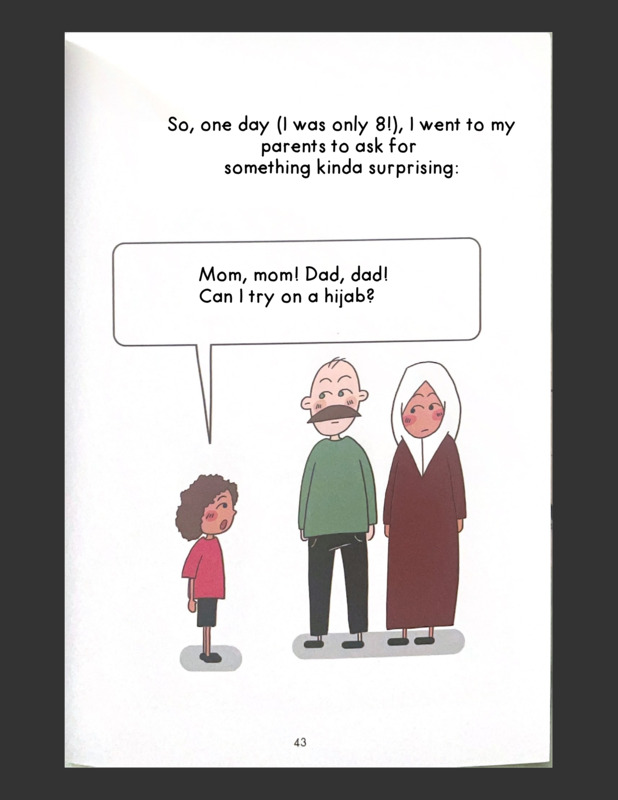 So, one day (I was only 8!), I went to my
parents to ask for
something kinda surprising:
Mom, mom! Dad, dad!
Can I try on a hijab?
43